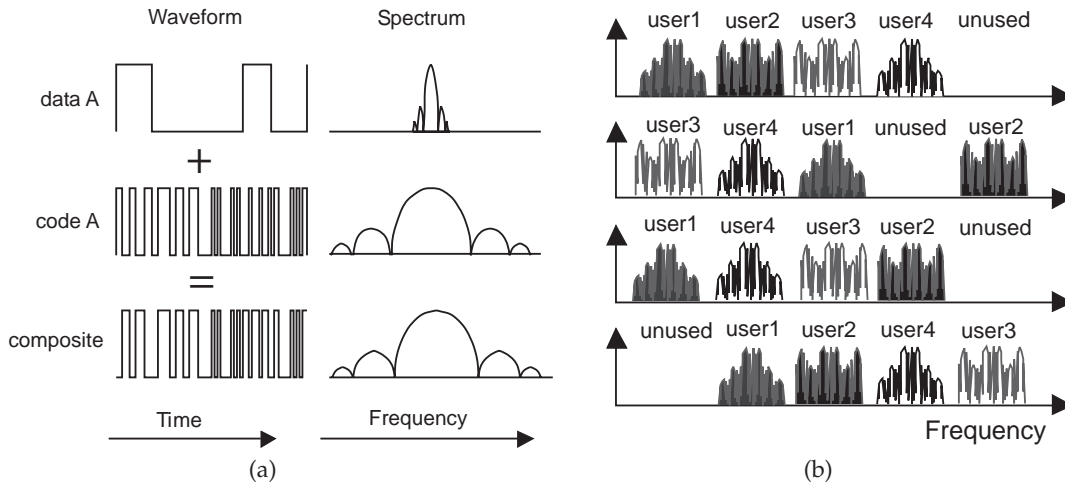 Waveform Spectrum
data A
+
code A
=
composite
Time Frequency
(a)
user1 user2 user3 user4 unused
user3 user4 user1 unused user2
user1 user4 user3 user2 unused
unused user1 user2 user4 user3
Frequency
(b)